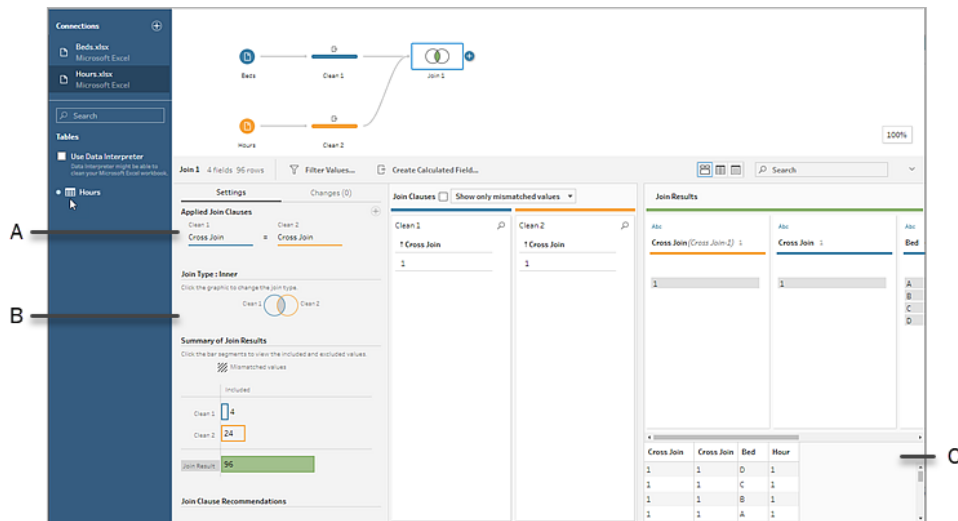 Connections
Beds.xlsx
Microsoft Excel
Hours.xlsx
Microsoft Excel
Search
Tables
Use Data Interpreter
Data Interpreter might be able to
clean your Microsoft Excel workbook.
Hours
Beds
Clean 1
Join 1
Hours
Clean 2
100%
Join 1 4 fields 96 rows
Filter Values...
Create Calculated Field...
Search
Settings
Changes (0)
Applied Join Clauses
Clean 1 Clean 2
Cross Join = Cross Join
Join Type : Inner
Click the graphic to change the join type.
Clean 1 Clean 2
Summary of Join Results
Click the bar segments to view the included and excluded values.
Mismatched values
Included
Clean 1 4
Clean 2 24
Join Result 96
Join Clause Recommendations
Join Clauses Show only mismatched values
Clean 1
Cross Join
1
Clean 2
Cross Join
1
Join Results
Abc
Cross Join (Cross Join-1) 1
1
Abc
Cross Join 1
1
Abc
Bed
A
B
C
D
Cross Join Cross Join Bed Hour
1 1 D 1
1 1 C 1
1 1 B 1
1 1 A 1
A
B
C